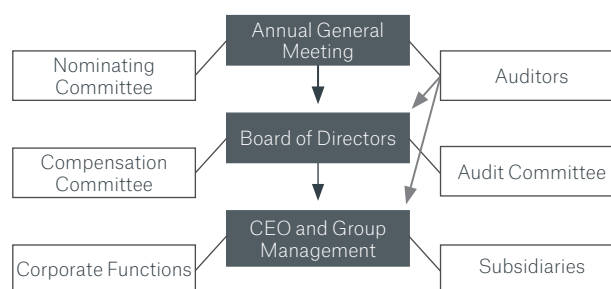 Annual General
Meeting
Nominating
Committee
Auditors
Board of Directors
Compensation
Committee
Audit Committee
CEO and Group
Management
Corporate Functions
Subsidiaries